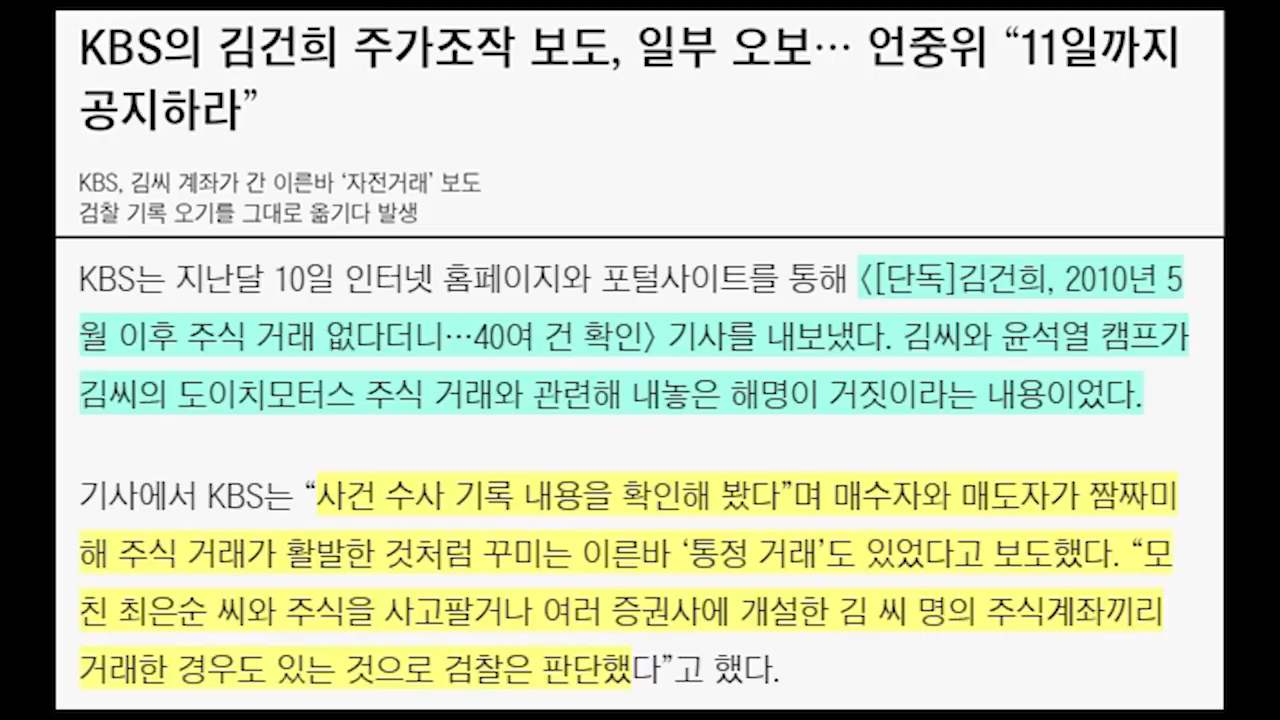 KBS의 김건희 주가조작 보도, 일부 오보… 언중위 “11일까지
공지하라”
KBS, 김씨 계좌가 간 이른바 ‘자전거래’ 보도
검찰 기록 오기를 그대로 옮기다 발생
KBS는 지난달 10일 인터넷 홈페이지와 포털사이트를 통해 〈[단독]김건희, 2010년 5
월 이후 주식 거래 없다더니…40여 건 확인〉 기사를 내보냈다. 김씨와 윤석열 캠프가
김씨의 도이치모터스 주식 거래와 관련해 내놓은 해명이 거짓이라는 내용이었다.
기사에서 KBS는 “사건 수사 기록 내용을 확인해 봤다”며 매수자와 매도자가 짬짜미
해 주식 거래가 활발한 것처럼 꾸미는 이른바 ‘통정 거래’도 있었다고 보도했다. “모
친 최은순 씨와 주식을 사고팔거나 여러 증권사에 개설한 김 씨 명의 주식계좌끼리
거래한 경우도 있는 것으로 검찰은 판단했다”고 했다.